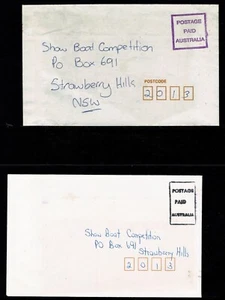 POSTAGE
PAID
AUSTRALIA
Show Boat Competition
PO Box 691
Strawberry Hills
NSW
POSTCODE
2012
POSTAGE
PAID
AUSTRALIA
Show Boat Competition
PO Box 691
Strawberry Hills
2013